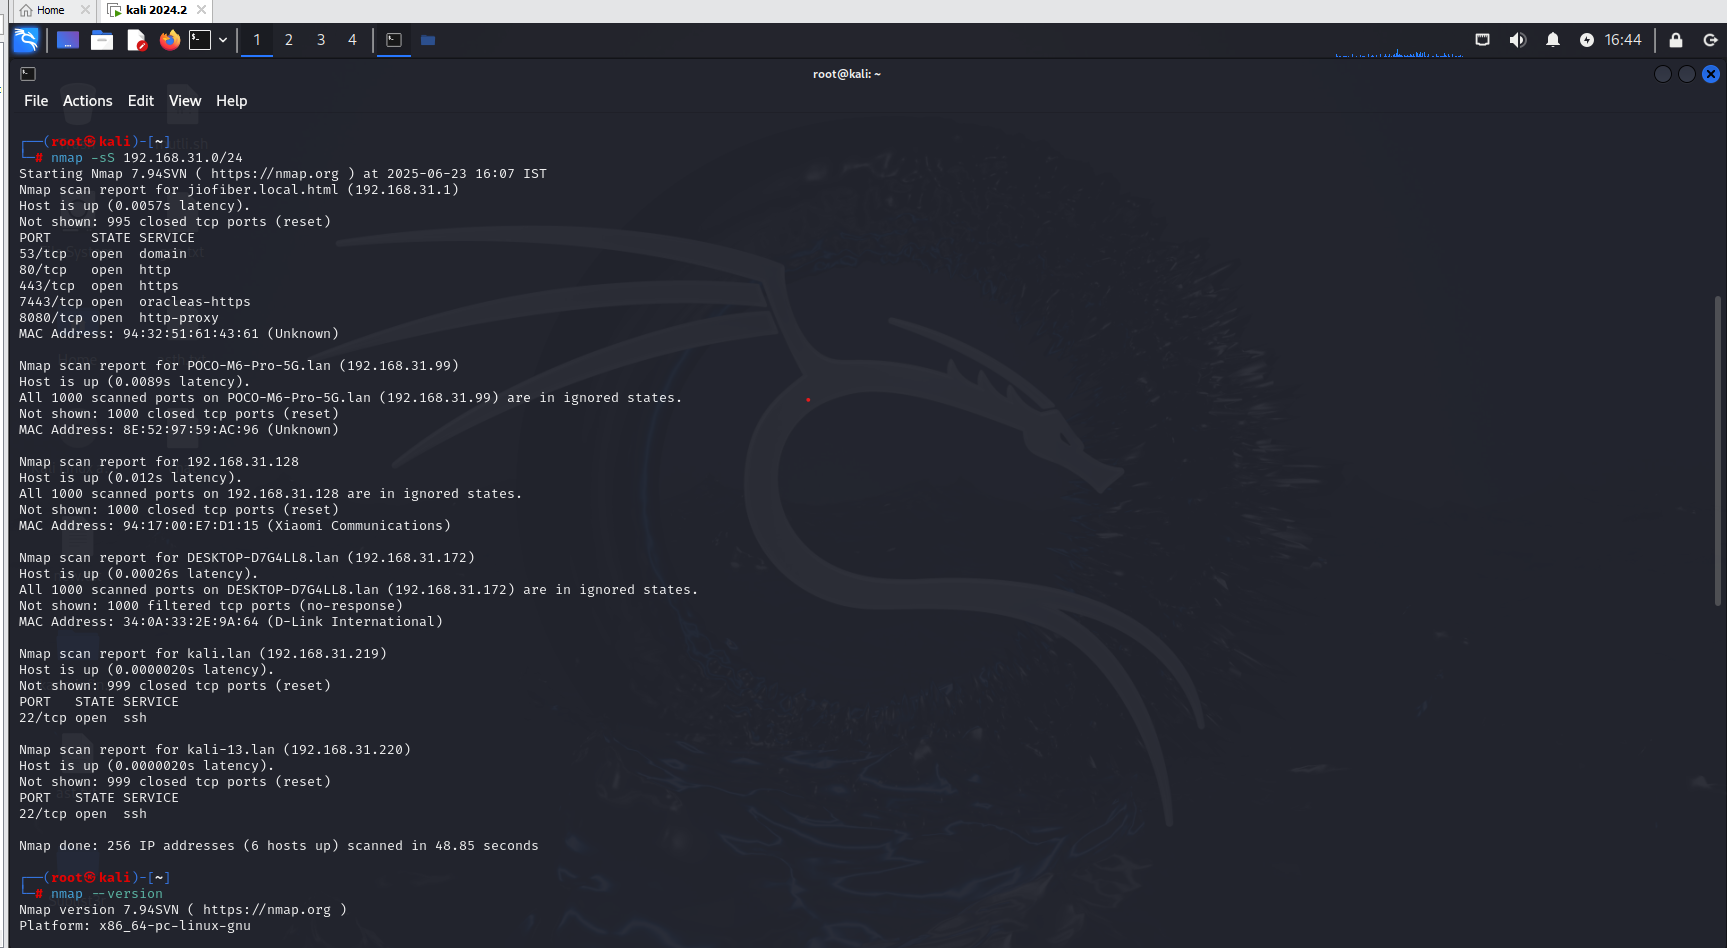 Home
kali 2024.2
1 2 3 4
16:44
root@kali: ~
File Actions Edit View Help
┌──(root㉿kali)-[~]
└─# nmap -sS 192.168.31.0/24
Starting Nmap 7.94SVN ( https://nmap.org ) at 2025-06-23 16:07 IST
Nmap scan report for jiofiber.local.html (192.168.31.1)
Host is up (0.0057s latency).
Not shown: 995 closed tcp ports (reset)
PORT     STATE SERVICE
53/tcp   open  domain
80/tcp   open  http
443/tcp  open  https
7443/tcp open  oracleas-https
8080/tcp open  http-proxy
MAC Address: 94:32:51:61:43:61 (Unknown)
Nmap scan report for POCO-M6-Pro-5G.lan (192.168.31.99)
Host is up (0.0089s latency).
All 1000 scanned ports on POCO-M6-Pro-5G.lan (192.168.31.99) are in ignored states.
Not shown: 1000 closed tcp ports (reset)
MAC Address: 8E:52:97:59:AC:96 (Unknown)
Nmap scan report for 192.168.31.128
Host is up (0.012s latency).
All 1000 scanned ports on 192.168.31.128 are in ignored states.
Not shown: 1000 closed tcp ports (reset)
MAC Address: 94:17:00:E7:D1:15 (Xiaomi Communications)
Nmap scan report for DESKTOP-D7G4LL8.lan (192.168.31.172)
Host is up (0.00026s latency).
All 1000 scanned ports on DESKTOP-D7G4LL8.lan (192.168.31.172) are in ignored states.
Not shown: 1000 filtered tcp ports (no-response)
MAC Address: 34:0A:33:2E:9A:64 (D-Link International)
Nmap scan report for kali.lan (192.168.31.219)
Host is up (0.0000020s latency).
Not shown: 999 closed tcp ports (reset)
PORT   STATE SERVICE
22/tcp open  ssh
Nmap scan report for kali-13.lan (192.168.31.220)
Host is up (0.0000020s latency).
Not shown: 999 closed tcp ports (reset)
PORT   STATE SERVICE
22/tcp open  ssh
Nmap done: 256 IP addresses (6 hosts up) scanned in 48.85 seconds
┌──(root㉿kali)-[~]
└─# nmap --version
Nmap version 7.94SVN ( https://nmap.org )
Platform: x86_64-pc-linux-gnu